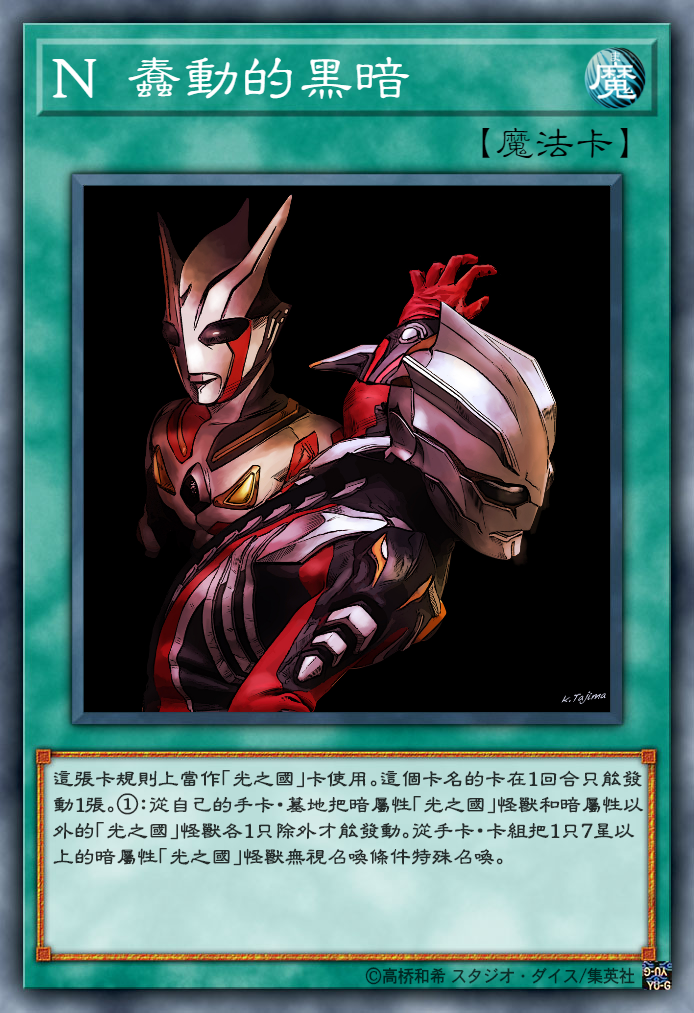 N 蠢動的黑暗
魔
【魔法卡】
K.Tajima
這張卡規則上當作「光之國」卡使用。這個卡名的卡在1回合只能發
動1張。①:從自己的手卡·墓地把暗屬性「光之國」怪獸和暗屬性以
外的「光之國」怪獸各1只除外才能發動。從手卡·卡組把1只7星以
上的暗屬性「光之國」怪獸無視召喚條件特殊召喚。
©高桥和希 スタジオ・ダイス/集英社